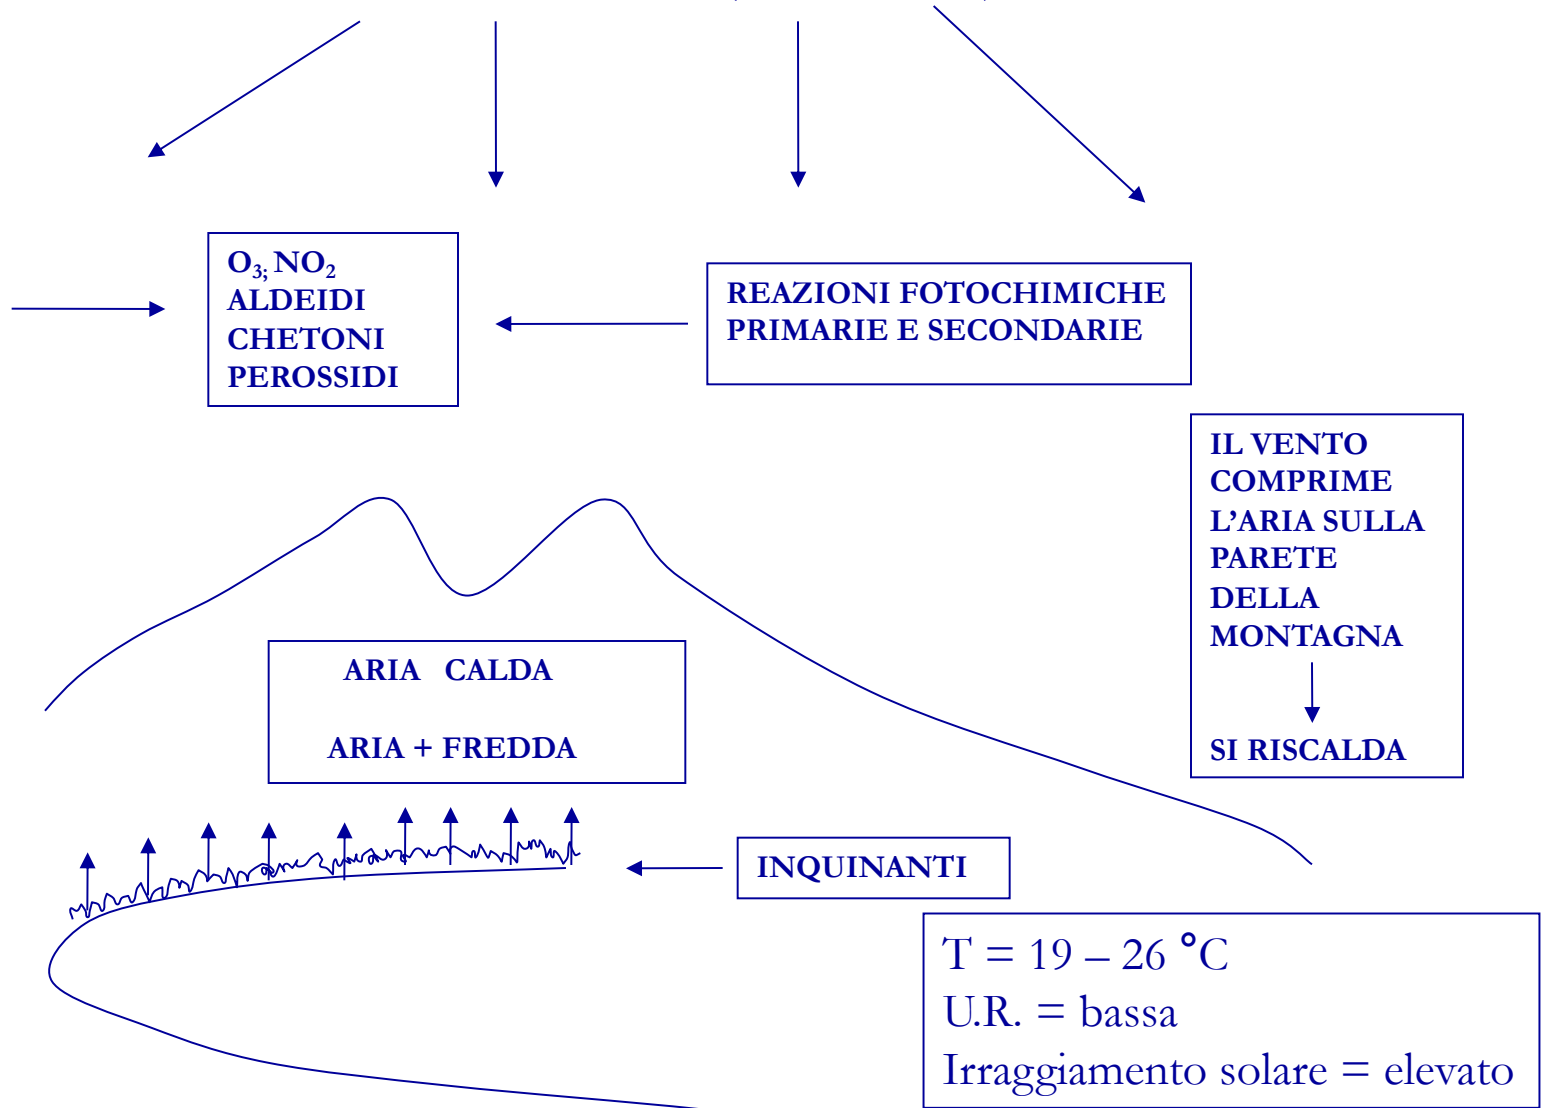 O3; NO2
ALDEIDI
CHETONI
PEROSSIDI
REAZIONI FOTOCHIMICHE
PRIMARIE E SECONDARIE
IL VENTO
COMPRIME
L’ARIA SULLA
PARETE
DELLA
MONTAGNA
SI RISCALDA
ARIA CALDA
ARIA + FREDDA
INQUINANTI
T = 19 – 26 °C
U.R. = bassa
Irraggiamento solare = elevato